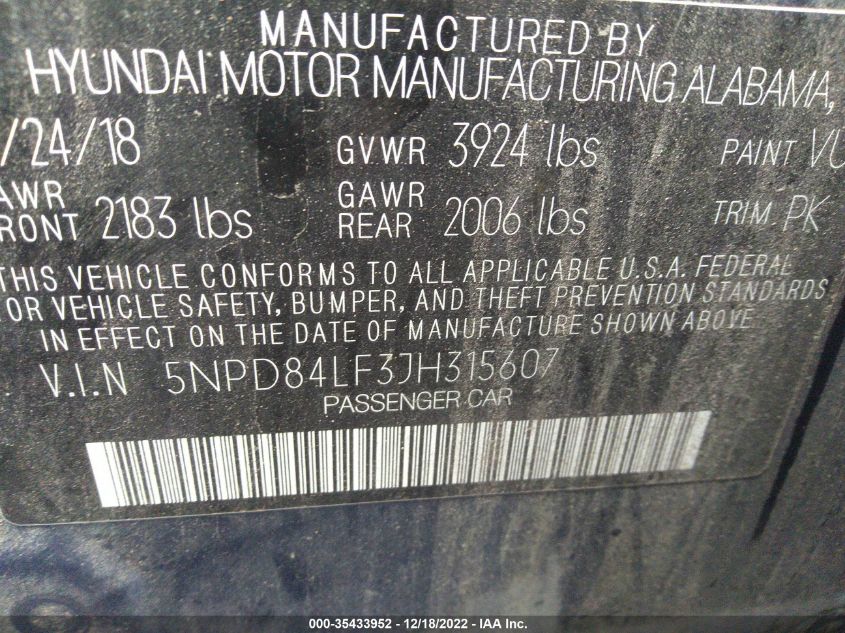 MANUFACTURED BY
HYUNDAI MOTOR MANUFACTURING ALABAMA,
/24/18 GVWR 3924 lbs PAINT VU
AWR FRONT 2183 lbs GAWR REAR 2006 lbs TRIM PK
THIS VEHICLE CONFORMS TO ALL APPLICABLE U.S.A. FEDERAL
OR VEHICLE SAFETY, BUMPER, AND THEFT PREVENTION STANDARDS
IN EFFECT ON THE DATE OF MANUFACTURE SHOWN ABOVE
V.I.N 5NPD84LF3JH315607
PASSENGER CAR
000-35433952 - 12/18/2022 - IAA Inc.